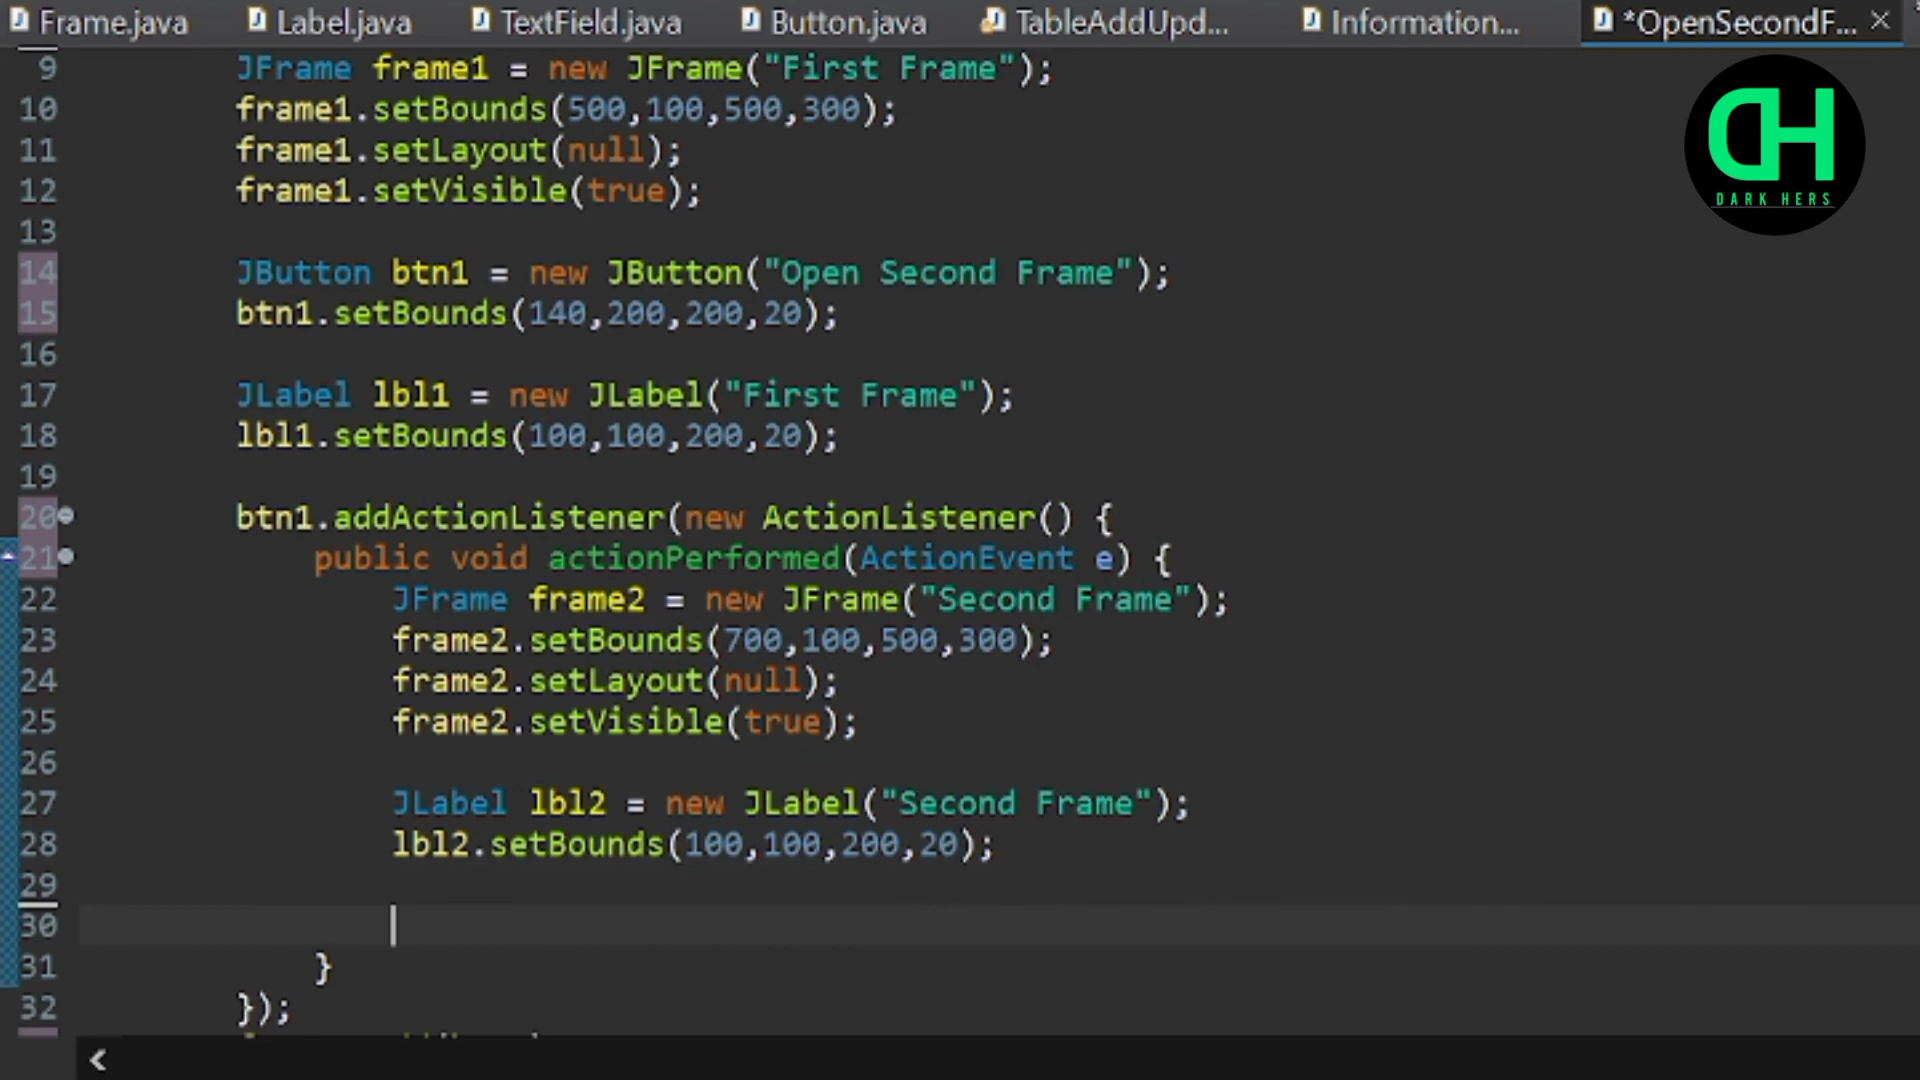 Frame.java Label.java TextField.java Button.java TableAddUpd... Information... *OpenSecondF...
DH
DARK HERS
9 JFrame frame1 = new JFrame("First Frame");
10 frame1.setBounds(500,100,500,300);
11 frame1.setLayout(null);
12 frame1.setVisible(true);
13
14 JButton btn1 = new JButton("Open Second Frame");
15 btn1.setBounds(140,200,200,20);
16
17 JLabel lbl1 = new JLabel("First Frame");
18 lbl1.setBounds(100,100,200,20);
19
20 btn1.addActionListener(new ActionListener() {
21 public void actionPerformed(ActionEvent e) {
22 JFrame frame2 = new JFrame("Second Frame");
23 frame2.setBounds(700,100,500,300);
24 frame2.setLayout(null);
25 frame2.setVisible(true);
26
27 JLabel lbl2 = new JLabel("Second Frame");
28 lbl2.setBounds(100,100,200,20);
29
30
31 }
32 });